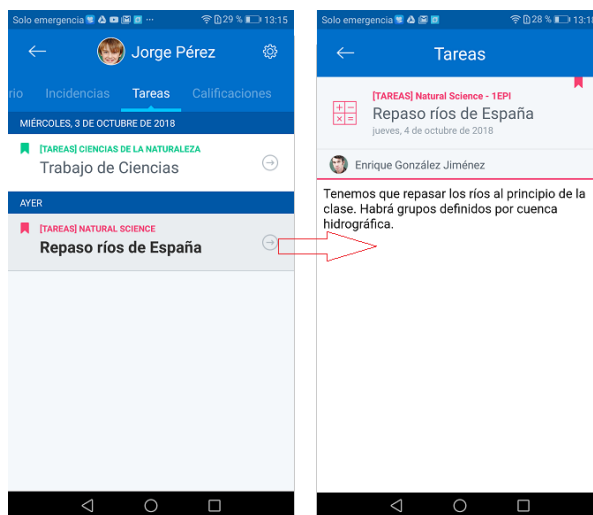 Solo emergencia 29 % 13:15
Jorge Pérez
rio Incidencias Tareas Calificaciones
MIÉRCOLES, 3 DE OCTUBRE DE 2018
[TAREAS] CIENCIAS DE LA NATURALEZA
Trabajo de Ciencias
AYER
[TAREAS] NATURAL SCIENCE
Repaso ríos de España
Solo emergencia 28 % 13:18
Tareas
[TAREAS] Natural Science - 1EPI
Repaso ríos de España
jueves, 4 de octubre de 2018
Enrique González Jiménez
Tenemos que repasar los ríos al principio de la
clase. Habrá grupos definidos por cuenca
hidrográfica.